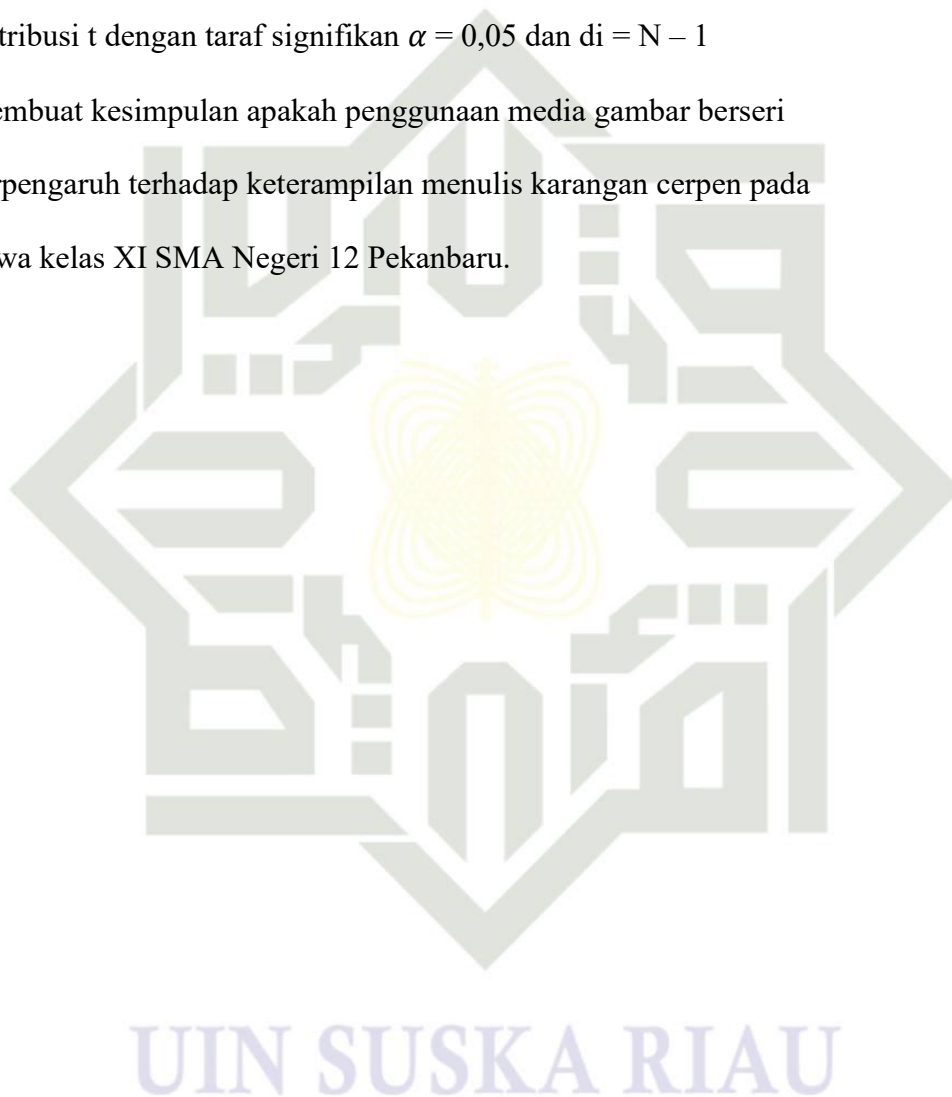 tribusi t dengan taraf signifikan α = 0,05 dan di = N – 1
embuat kesimpulan apakah penggunaan media gambar berseri
rpengaruh terhadap keterampilan menulis karangan cerpen pada
wa kelas XI SMA Negeri 12 Pekanbaru.
UIN SUSKA RIAU